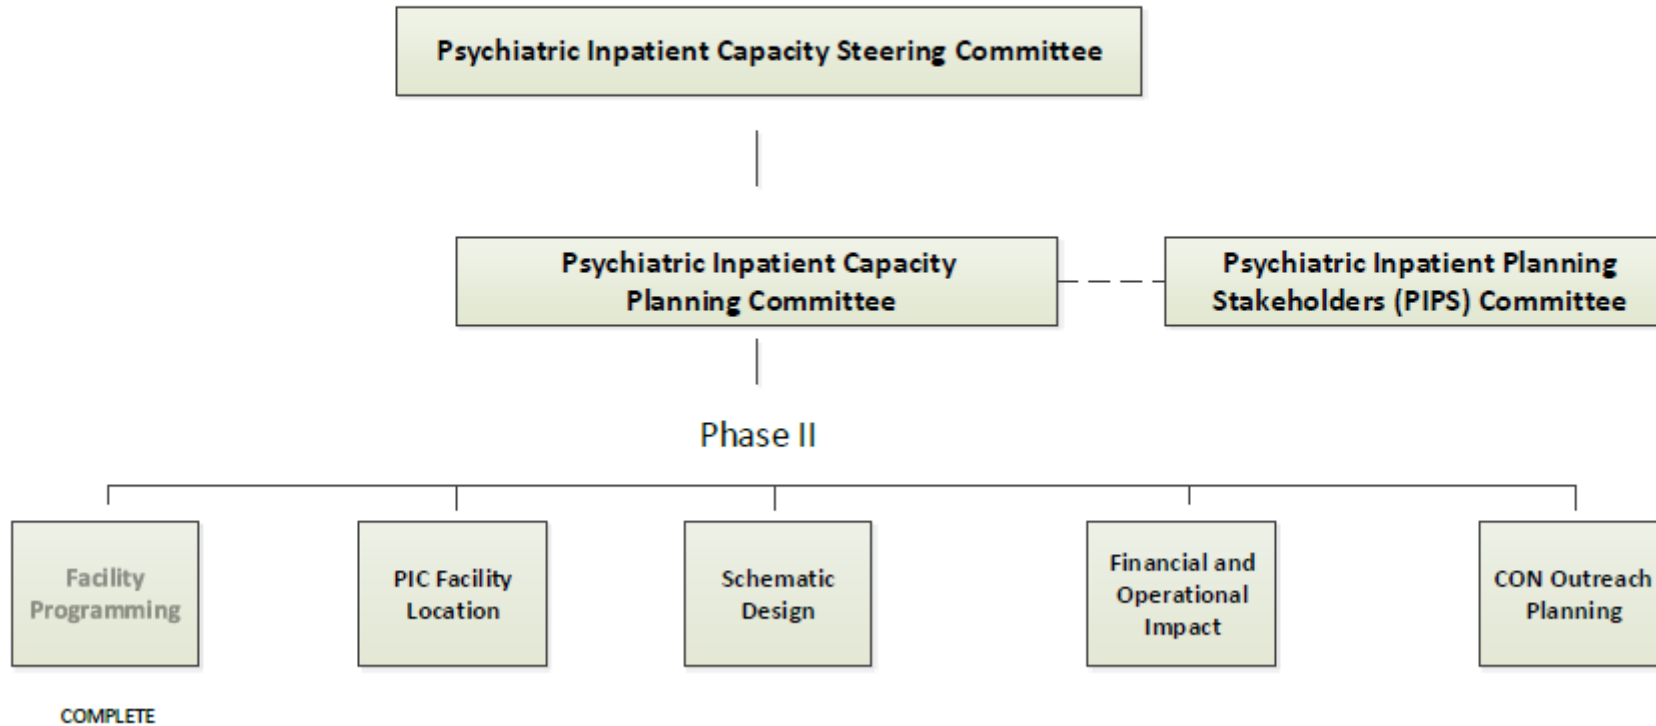 Psychiatric Inpatient Capacity Steering Committee
Psychiatric Inpatient Capacity
Planning Committee
Psychiatric Inpatient Planning
Stakeholders (PIPS) Committee
Phase II
Facility
Programming
PIC Facility
Location
Schematic
Design
Financial and
Operational
Impact
CON Outreach
Planning
COMPLETE